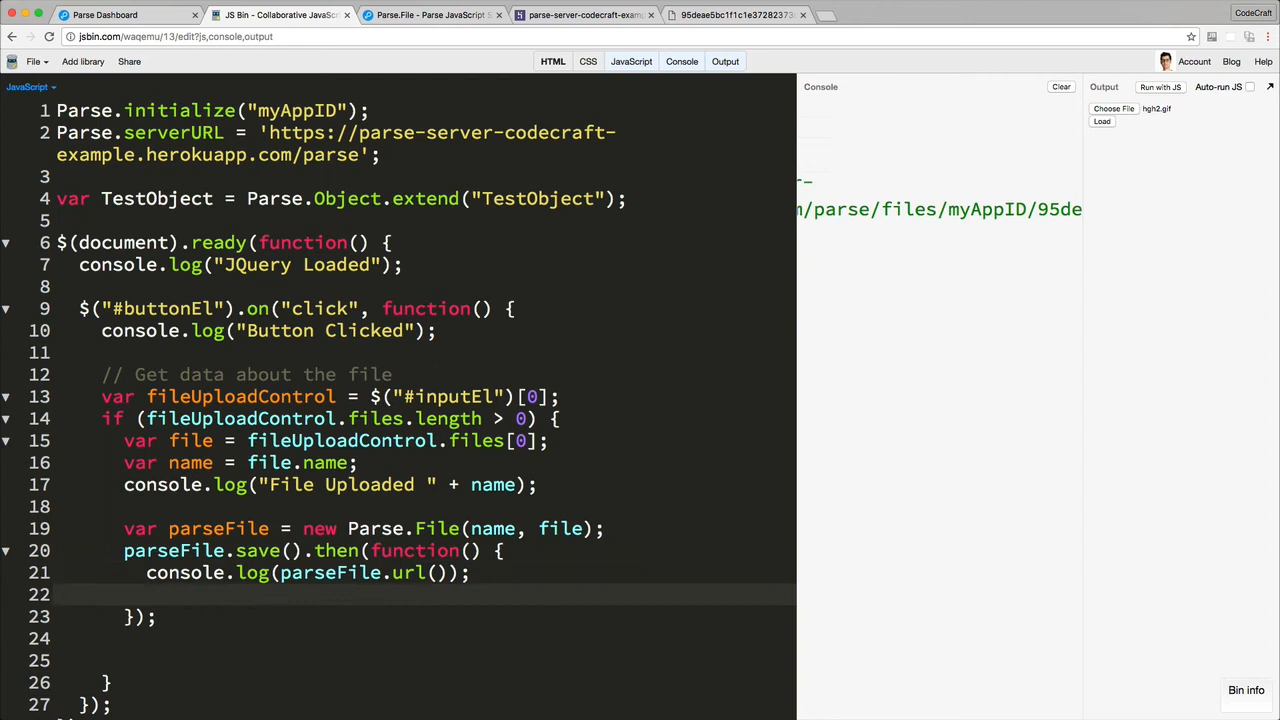 Parse Dashboard
JS Bin - Collaborative JavaScri
Parse.File - Parse JavaScript S
parse-server-codecraft-exam
95deae5bc1f1c1e37282373
CodeCraft
jsbin.com/waqemu/13/edit?js,console,output
File
Add library
Share
HTML
CSS
JavaScript
Console
Output
Account
Blog
Help
JavaScript
Console
Clear
Output
Run with JS
Auto-run JS
Choose File hgh2.gif
Load
1 Parse.initialize("myAppID");
2 Parse.serverURL = 'https://parse-server-codecraft-
example.herokuapp.com/parse';
3
4 var TestObject = Parse.Object.extend("TestObject");
5
6 $(document).ready(function() {
7 console.log("JQuery Loaded");
8
9 $("#buttonEl").on("click", function() {
10 console.log("Button Clicked");
11
12 // Get data about the file
13 var fileUploadControl = $("#inputEl")[0];
14 if (fileUploadControl.files.length > 0) {
15 var file = fileUploadControl.files[0];
16 var name = file.name;
17 console.log("File Uploaded " + name);
18
19 var parseFile = new Parse.File(name, file);
20 parseFile.save().then(function() {
21 console.log(parseFile.url());
22
23 });
24
25
26 }
27 });
r-
m/parse/files/myAppID/95de
Bin info